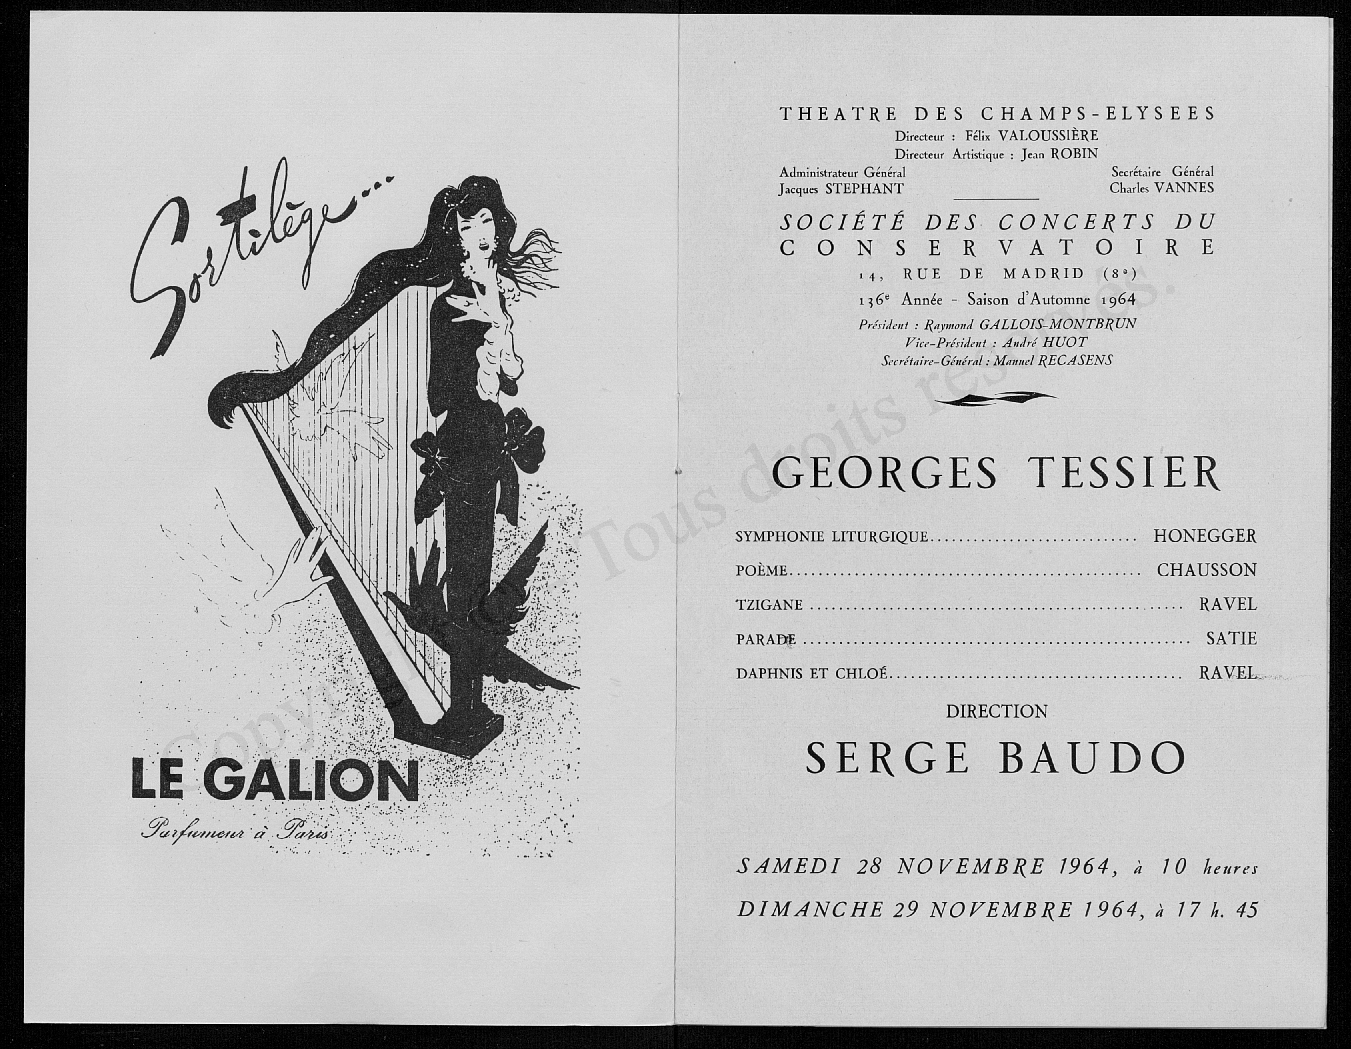 Sortilège...
LE GALION
Parfumeur à Paris
THEATRE DES CHAMPS-ELYSEES
Directeur : Félix VALOUSSIÈRE
Directeur Artistique : Jean ROBIN
Administrateur Général Secrétaire Général
Jacques STEPHANT Charles VANNES
SOCIÉTÉ DES CONCERTS DU
CONSERVATOIRE
14, RUE DE MADRID (8e)
136e Année - Saison d'Automne 1964
Président : Raymond GALLOIS-MONTBRUN
Vice-Président : André HUOT
Secrétaire-Général : Manuel RECASENS
GEORGES TESSIER
SYMPHONIE LITURGIQUE........................... HONEGGER
POÈME................................................ CHAUSSON
TZIGANE .................................................. RAVEL
PARADE .................................................... SATIE
DAPHNIS ET CHLOÉ........................................ RAVEL
DIRECTION
SERGE BAUDO
SAMEDI 28 NOVEMBRE 1964, à 10 heures
DIMANCHE 29 NOVEMBRE 1964, à 17 h. 45
Copyright © Tous droits réservés.